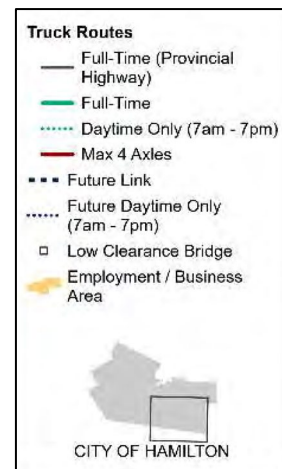 Truck Routes
Full-Time (Provincial
Highway)
Full-Time
Daytime Only (7am - 7pm)
Max 4 Axles
Future Link
Future Daytime Only
(7am - 7pm)
Low Clearance Bridge
Employment / Business
Area
CITY OF HAMILTON